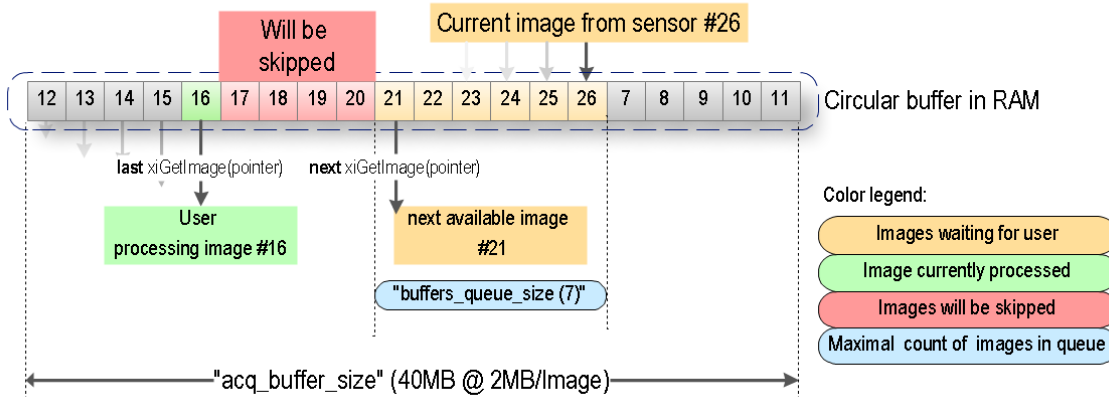 Will be
skipped
Current image from sensor #26
12 13 14 15 16 17 18 19 20 21 22 23 24 25 26 7 8 9 10 11
Circular buffer in RAM
last xiGetImage(pointer)
next xiGetImage(pointer)
User
processing image #16
next available image
#21
"buffers_queue_size (7)"
"acq_buffer_size" (40MB @ 2MB/Image)
Color legend:
Images waiting for user
Image currently processed
Images will be skipped
Maximal count of images in queue